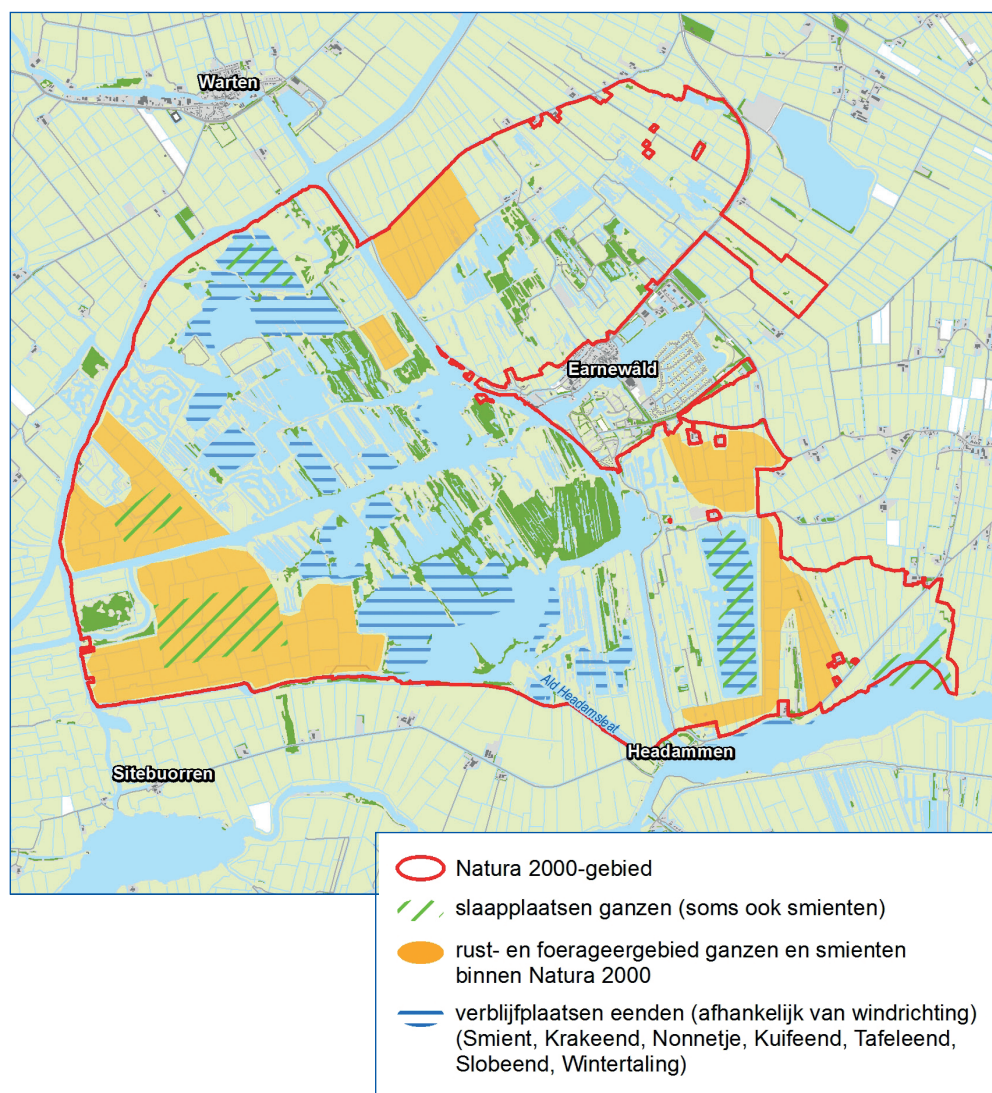 Warten
Earnewâld
Ald Headamsleat
Headammen
Sitebuorren
Natura 2000-gebied
slaapplaatsen ganzen (soms ook smienten)
rust- en foerageergebied ganzen en smienten
binnen Natura 2000
verblijfplaatsen eenden (afhankelijk van windrichting)
(Smient, Krakeend, Nonnetje, Kuifeend, Tafeleend,
Slobeend, Wintertaling)